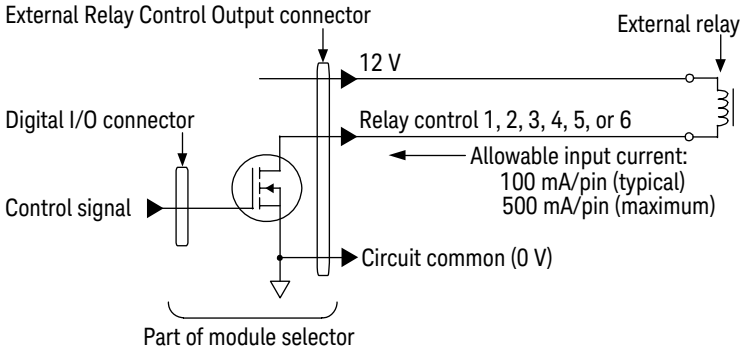 External Relay Control Output connector
External relay
12 V
Digital I/O connector
Relay control 1, 2, 3, 4, 5, or 6
Allowable input current:
100 mA/pin (typical)
500 mA/pin (maximum)
Control signal
Circuit common (0 V)
Part of module selector